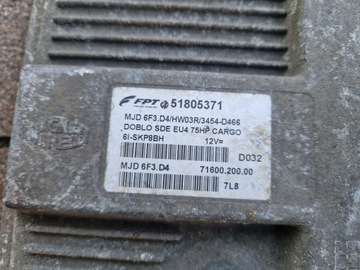 FPT 51805371
MJD 6F3.D4/HW03R/3454-D466
DOBLO SDE EU4 75HP CARGO
6I-SKP8BH 12V=
D032
MJD 6F3.D4 71600.200.00
7L8